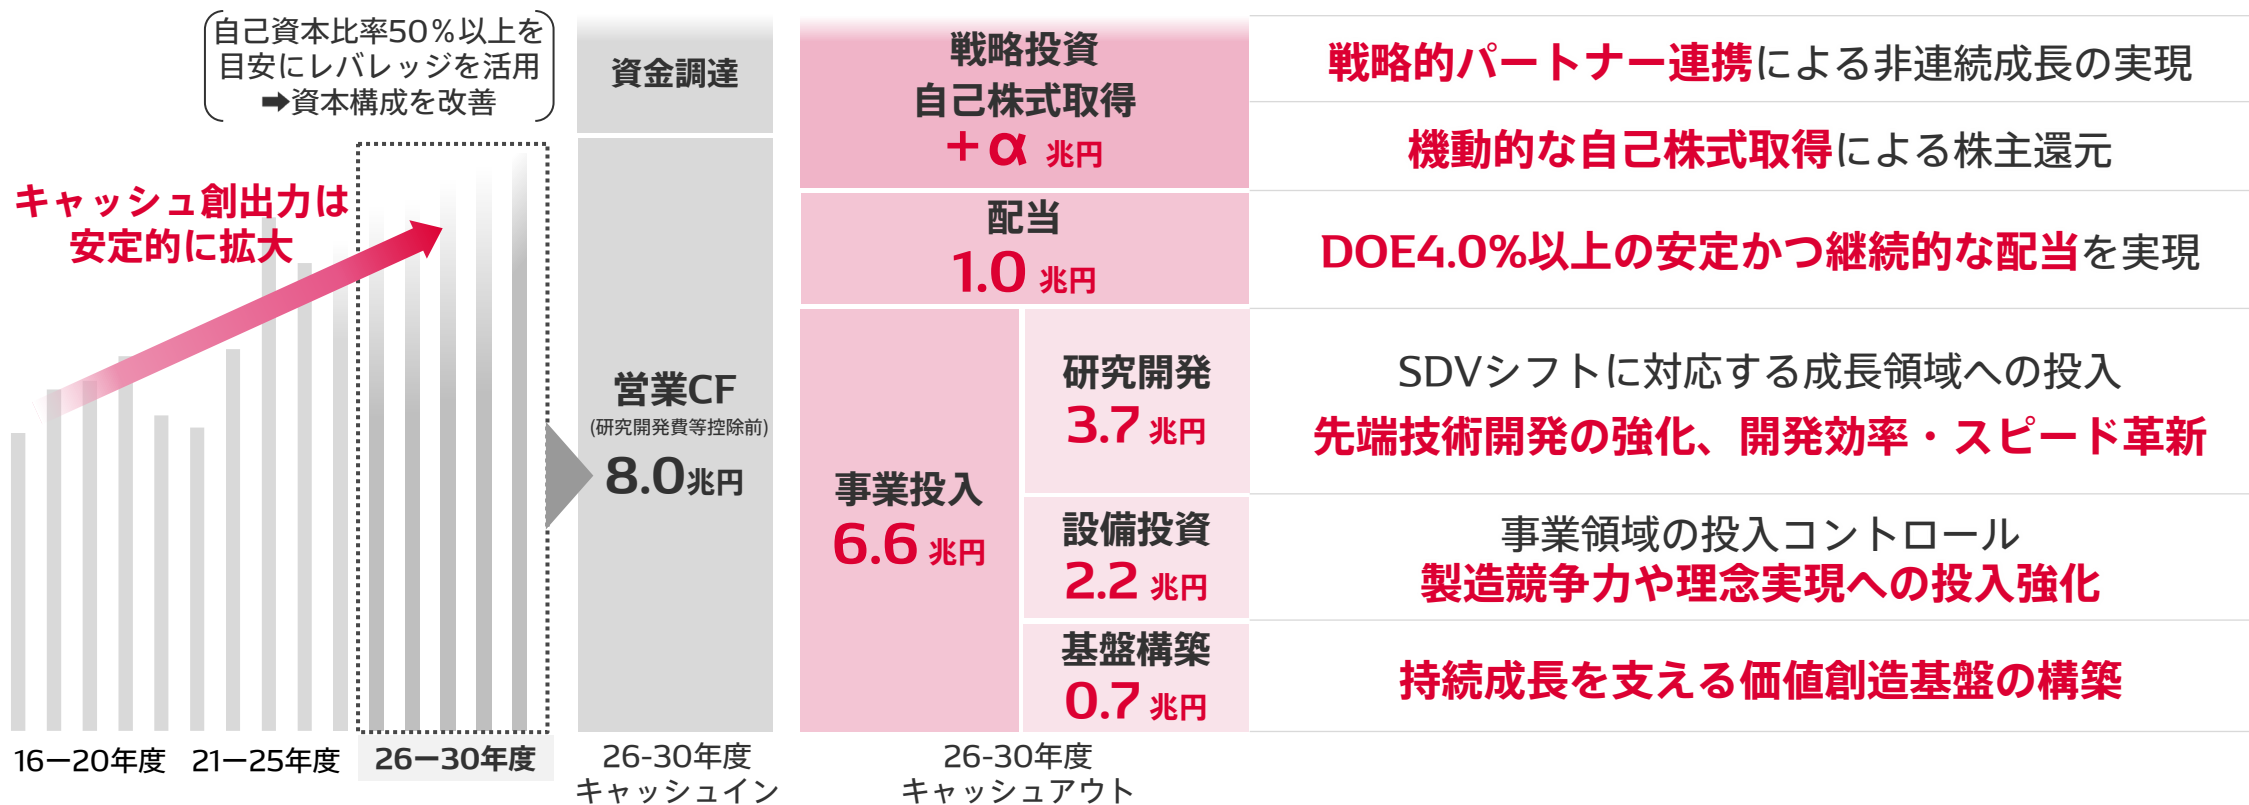 自己資本比率50%以上を
目安にレバレッジを活用
➡資本構成を改善
キャッシュ創出力は
安定的に拡大
16ー20年度
21ー25年度
26ー30年度
資金調達
営業CF
(研究開発費等控除前)
8.0兆円
26-30年度
キャッシュイン
戦略投資
自己株式取得
+α 兆円
配当
1.0 兆円
事業投入
6.6 兆円
研究開発
3.7 兆円
設備投資
2.2 兆円
基盤構築
0.7 兆円
26-30年度
キャッシュアウト
戦略的パートナー連携による非連続成長の実現
機動的な自己株式取得による株主還元
DOE4.0%以上の安定かつ継続的な配当を実現
SDVシフトに対応する成長領域への投入
先端技術開発の強化、開発効率・スピード革新
事業領域の投入コントロール
製造競争力や理念実現への投入強化
持続成長を支える価値創造基盤の構築